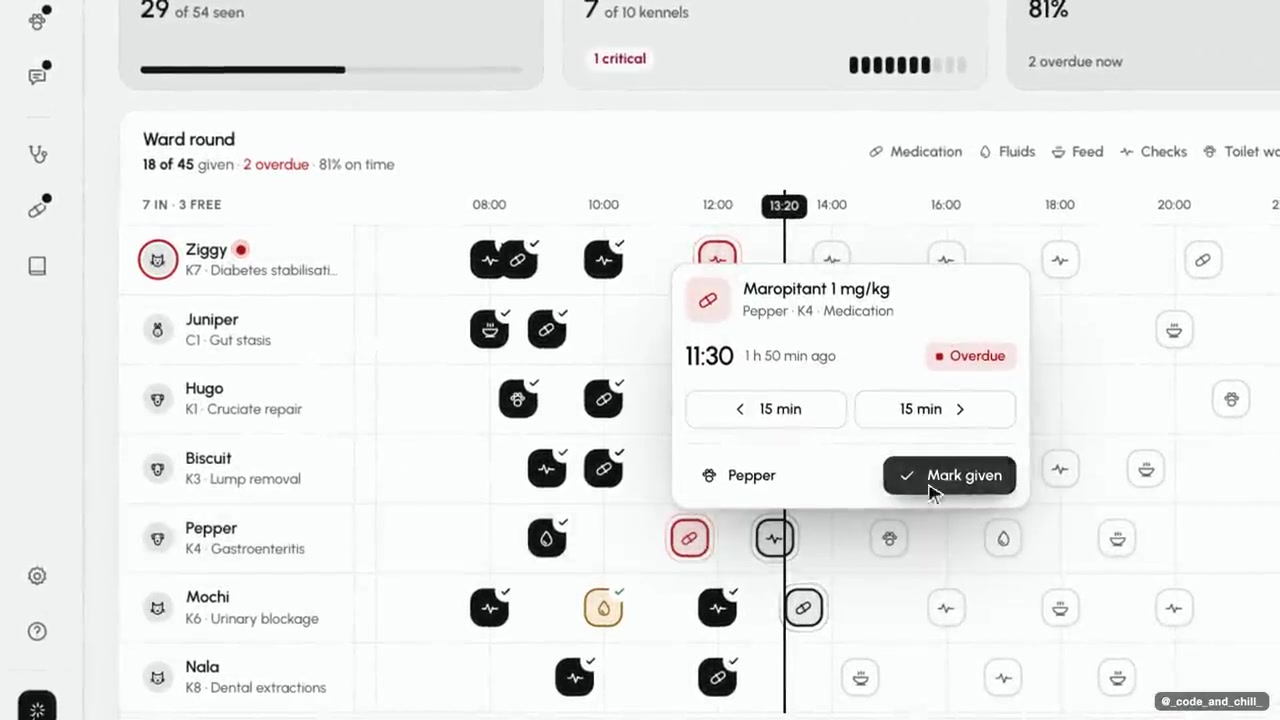 29 of 54 seen
7 of 10 kennels
81%
1 critical
2 overdue now
Ward round
18 of 45 given · 2 overdue · 81% on time
Medication Fluids Feed Checks Toilet
7 IN · 3 FREE
08:00 10:00 12:00 13:20 14:00 16:00 18:00 20:00
Ziggy
K7 · Diabetes stabilisati...
Juniper
C1 · Gut stasis
Hugo
K1 · Cruciate repair
Biscuit
K3 · Lump removal
Pepper
K4 · Gastroenteritis
Mochi
K6 · Urinary blockage
Nala
K8 · Dental extractions
Maropitant 1 mg/kg
Pepper · K4 · Medication
11:30 1 h 50 min ago Overdue
15 min 15 min
Pepper Mark given
@_code_and_chill_